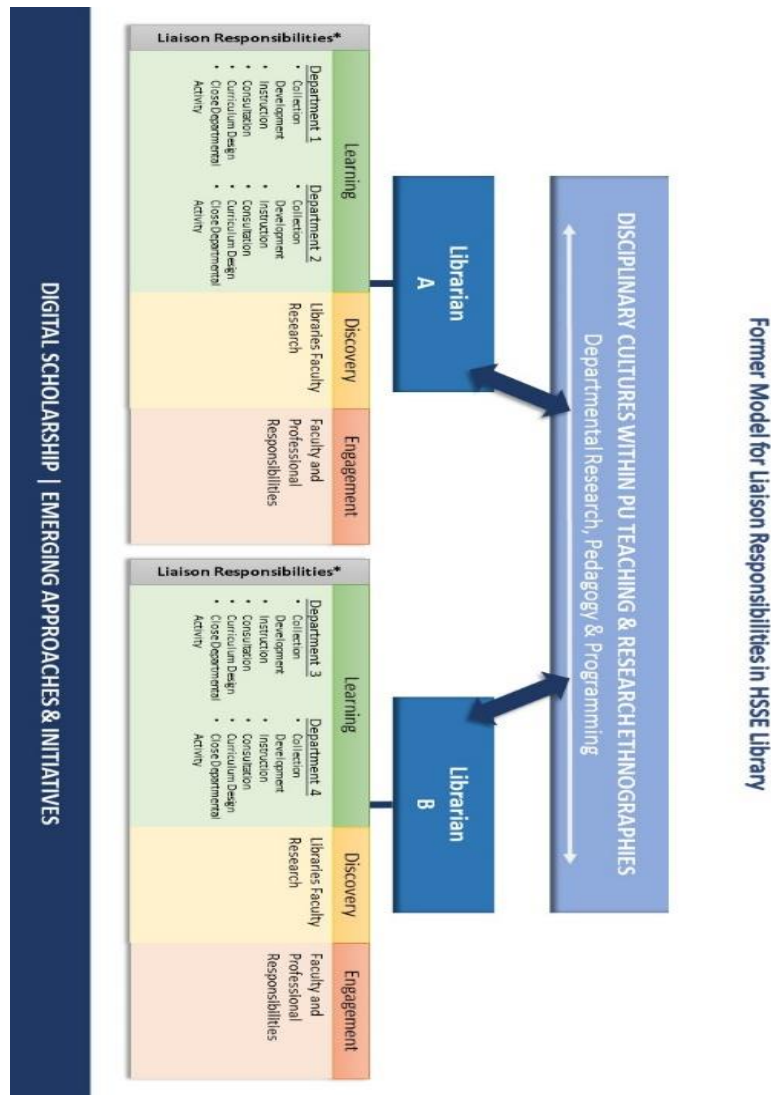 Former Model for Liaison Responsibilities in HSSE Library
DISCIPLINARY CULTURES WITHIN PU TEACHING & RESEARCH ETHNOGRAPHIES
Departmental Research, Pedagogy & Programming
Librarian
A
Librarian
B
Learning
Discovery
Engagement
Department 1
• Collection
Development
• Instruction
• Consultation
• Curriculum Design
• Close Departmental
Activity
Department 2
• Collection
Development
• Instruction
• Consultation
• Curriculum Design
• Close Departmental
Activity
Libraries Faculty
Research
Faculty and
Professional
Responsibilities
Liaison Responsibilities*
Learning
Discovery
Engagement
Department 3
• Collection
Development
• Instruction
• Consultation
• Curriculum Design
• Close Departmental
Activity
Department 4
• Collection
Development
• Instruction
• Consultation
• Curriculum Design
• Close Departmental
Activity
Libraries Faculty
Research
Faculty and
Professional
Responsibilities
Liaison Responsibilities*
DIGITAL SCHOLARSHIP | EMERGING APPROACHES & INITIATIVES